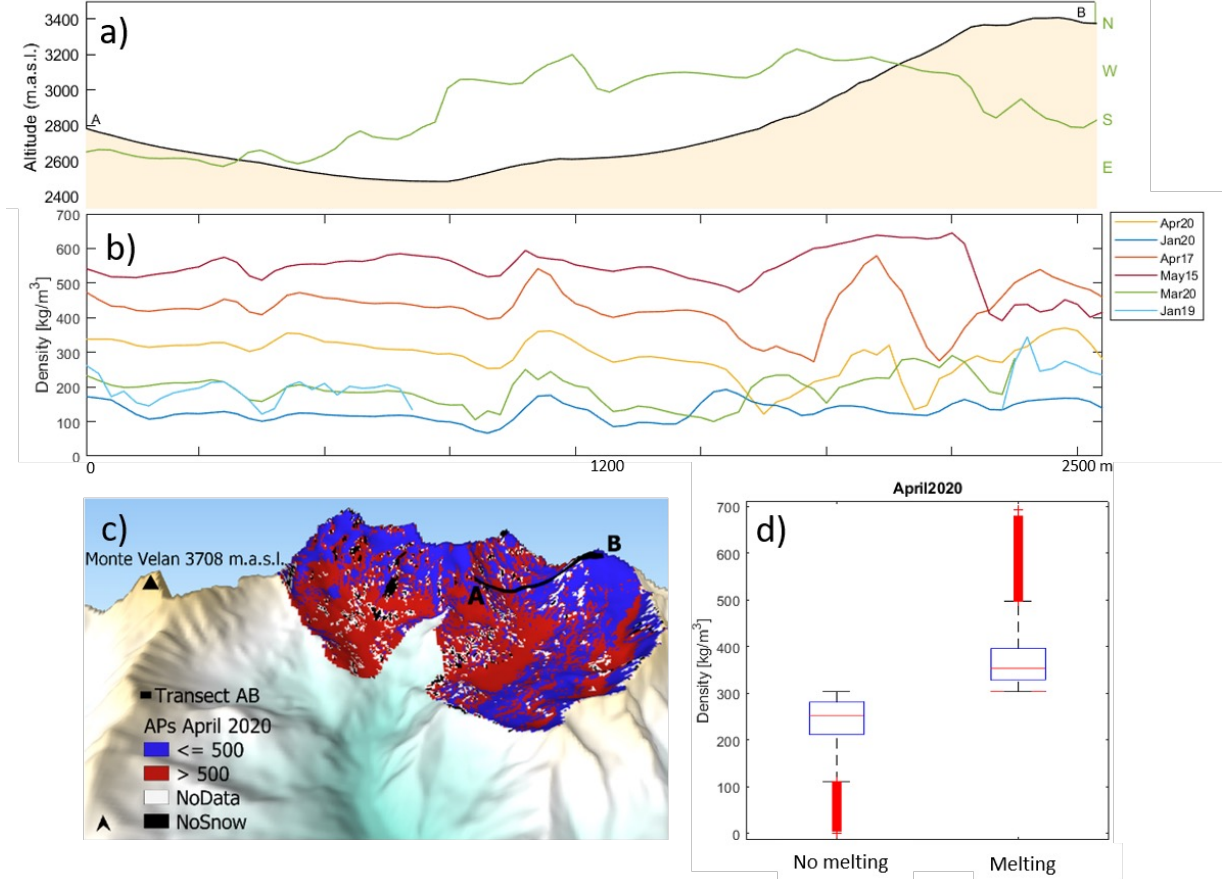 a)
Altitude (m.a.s.l.)
3400
3200
3000
2800
2600
2400
A
B
N
W
S
E
b)
Density [kg/m³]
700
600
500
400
300
200
100
0
0
1200
2500 m
Apr20
Jan20
Apr17
May15
Mar20
Jan19
c)
Monte Velan 3708 m.a.s.l.
A
B
Transect AB
APs April 2020
<= 500
> 500
NoData
NoSnow
April2020
d)
Density [kg/m³]
700
600
500
400
300
200
100
0
No melting
Melting